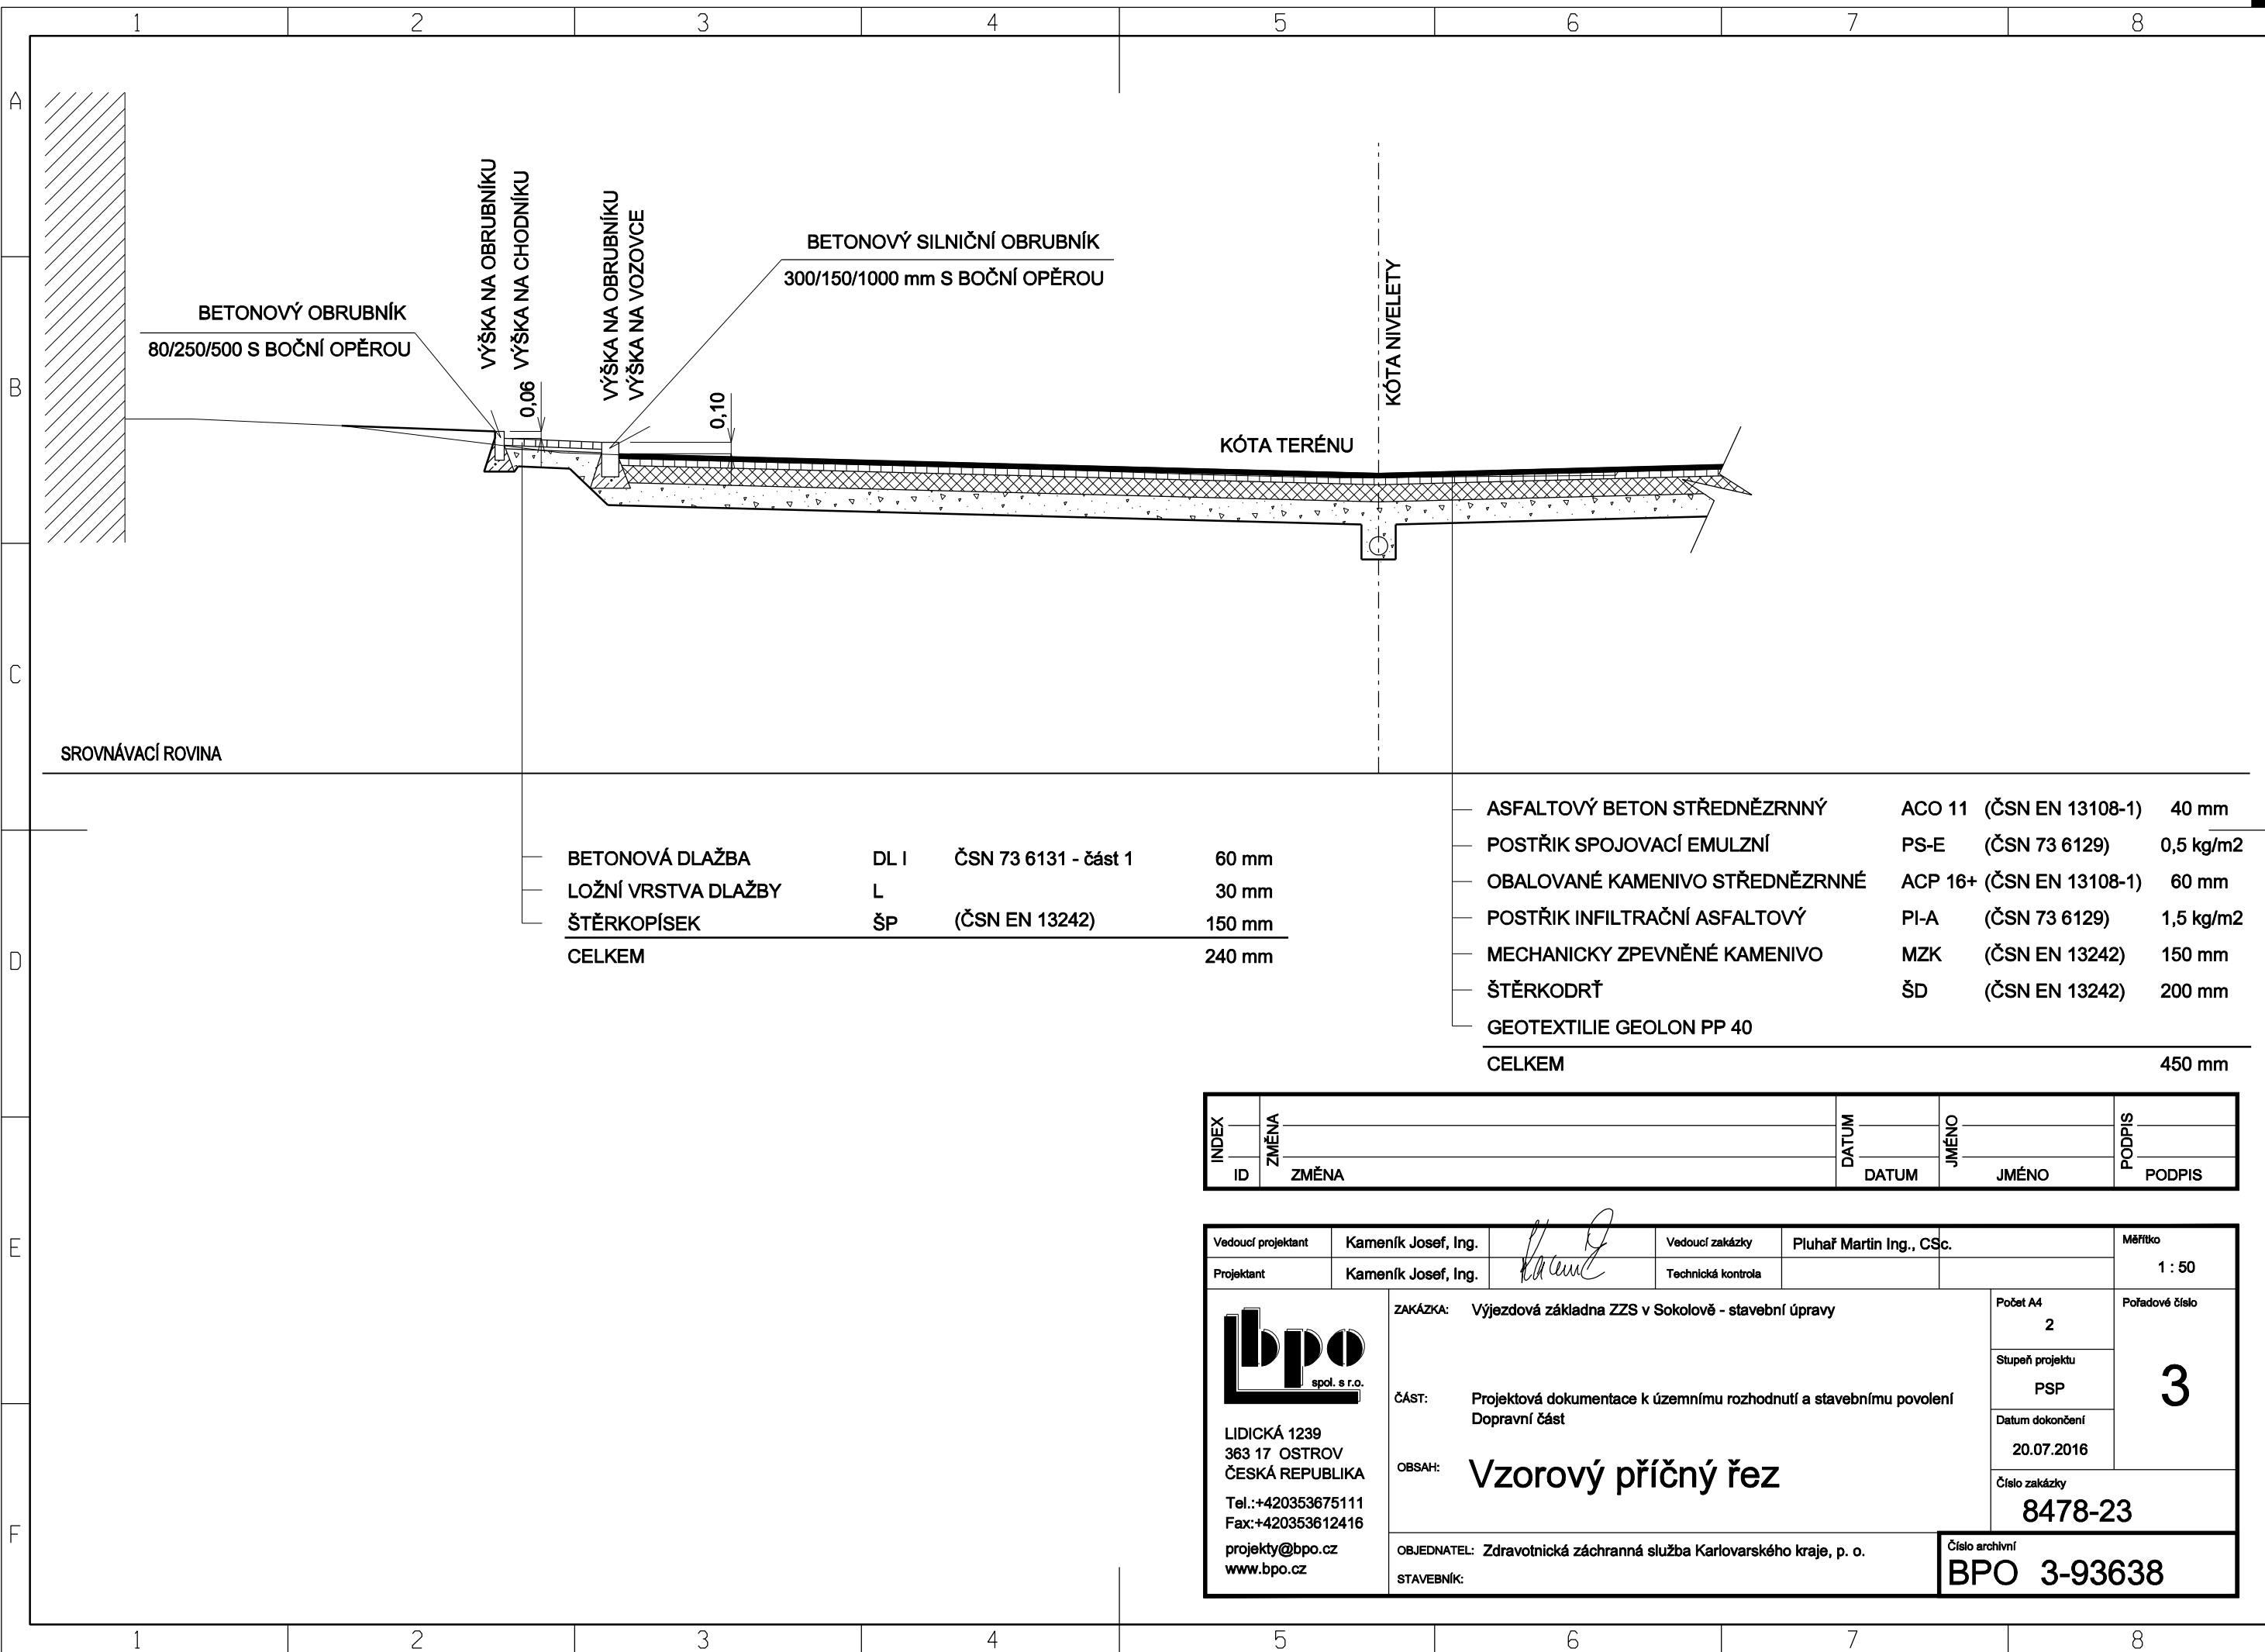 1 2 3 4 5 6 7 8
A
B
C
D
E
F
VÝŠKA NA OBRUBNÍKU
VÝŠKA NA CHODNÍKU
VÝŠKA NA OBRUBNÍKU
VÝŠKA NA VOZOVCE
BETONOVÝ SILNIČNÍ OBRUBNÍK
300/150/1000 mm S BOČNÍ OPĚROU
BETONOVÝ OBRUBNÍK
80/250/500 S BOČNÍ OPĚROU
0,06
0,10
KÓTA NIVELETY
KÓTA TERÉNU
SROVNÁVACÍ ROVINA
BETONOVÁ DLAŽBA DL I ČSN 73 6131 - část 1 60 mm
LOŽNÍ VRSTVA DLAŽBY L 30 mm
ŠTĚRKOPÍSEK ŠP (ČSN EN 13242) 150 mm
CELKEM 240 mm
ASFALTOVÝ BETON STŘEDNĚZRNNÝ ACO 11 (ČSN EN 13108-1) 40 mm
POSTŘIK SPOJOVACÍ EMULZNÍ PS-E (ČSN 73 6129) 0,5 kg/m2
OBALOVANÉ KAMENIVO STŘEDNĚZRNNÉ ACP 16+ (ČSN EN 13108-1) 60 mm
POSTŘIK INFILTRAČNÍ ASFALTOVÝ PI-A (ČSN 73 6129) 1,5 kg/m2
MECHANICKY ZPEVNĚNÉ KAMENIVO MZK (ČSN EN 13242) 150 mm
ŠTĚRKODRŤ ŠD (ČSN EN 13242) 200 mm
GEOTEXTILIE GEOLON PP 40
CELKEM 450 mm
INDEX ZMĚNA DATUM JMÉNO PODPIS
ID ZMĚNA DATUM JMÉNO PODPIS
Vedoucí projektant Kameník Josef, Ing. Vedoucí zakázky Pluhař Martin Ing., CSc. Měřítko
1 : 50
Projektant Kameník Josef, Ing. Technická kontrola
bpo
spol. s r.o.
LIDICKÁ 1239
363 17 OSTROV
ČESKÁ REPUBLIKA
Tel.:+420353675111
Fax:+420353612416
projekty@bpo.cz
www.bpo.cz
ZAKÁZKA: Výjezdová základna ZZS v Sokolově - stavební úpravy
ČÁST: Projektová dokumentace k územnímu rozhodnutí a stavebnímu povolení
Dopravní část
OBSAH: Vzorový příčný řez
OBJEDNATEL: Zdravotnická záchranná služba Karlovarského kraje, p. o.
STAVEBNÍK:
Počet A4
2
Stupeň projektu
PSP
Datum dokončení
20.07.2016
Pořadové číslo
3
Číslo zakázky
8478-23
Číslo archivní
BPO 3-93638
1 2 3 4 5 6 7 8